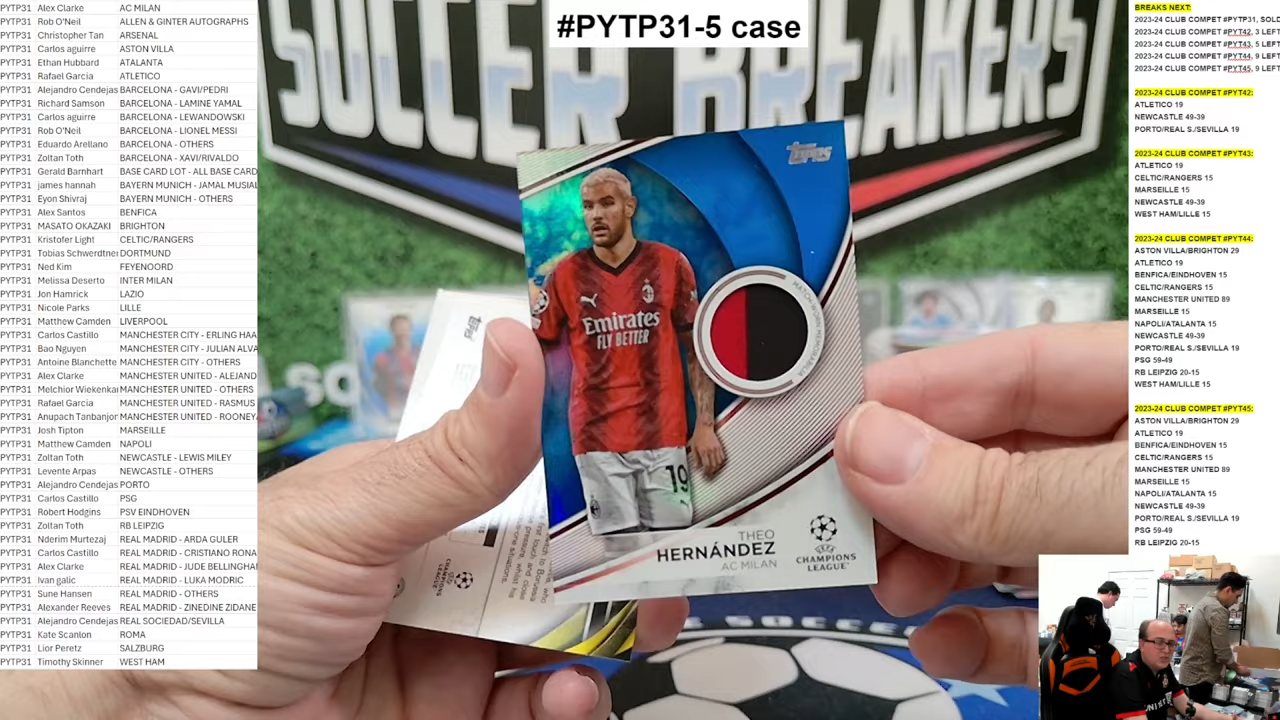 #PYTP31-5 case
PYTP31 Alex Clarke AC MILAN
PYTP31 Rob O'Neil ALLEN & GINTER AUTOGRAPHS
PYTP31 Christopher Tan ARSENAL
PYTP31 Carlos aguirre ASTON VILLA
PYTP31 Ethan Hubbard ATALANTA
PYTP31 Rafael Garcia ATLETICO
PYTP31 Alejandro Cendejas BARCELONA - GAVI/PEDRI
PYTP31 Richard Samson BARCELONA - LAMINE YAMAL
PYTP31 Carlos aguirre BARCELONA - LEWANDOWSKI
PYTP31 Rob O'Neil BARCELONA - LIONEL MESSI
PYTP31 Eduardo Arellano BARCELONA - OTHERS
PYTP31 Zoltan Toth BARCELONA - XAVI/RIVALDO
PYTP31 Gerald Barnhart BASE CARD LOT - ALL BASE CARD
PYTP31 james hannah BAYERN MUNICH - JAMAL MUSIAL
PYTP31 Eyon Shivraj BAYERN MUNICH - OTHERS
PYTP31 Alex Santos BENFICA
PYTP31 MASATO OKAZAKI BRIGHTON
PYTP31 Kristofer Light CELTIC/RANGERS
PYTP31 Tobias Schwerdtner DORTMUND
PYTP31 Ned Kim FEYENOORD
PYTP31 Melissa Deserto INTER MILAN
PYTP31 Jon Hamrick LAZIO
PYTP31 Nicole Parks LILLE
PYTP31 Matthew Camden LIVERPOOL
PYTP31 Carlos Castillo MANCHESTER CITY - ERLING HAA
PYTP31 Bao Nguyen MANCHESTER CITY - JULIAN ALVA
PYTP31 Antoine Blanchette MANCHESTER CITY - OTHERS
PYTP31 Alex Clarke MANCHESTER UNITED - ALEJAND
PYTP31 Melchior Wiekenka MANCHESTER UNITED - OTHERS
PYTP31 Rafael Garcia MANCHESTER UNITED - RASMUS
PYTP31 Anupach Tanbanjor MANCHESTER UNITED - ROONEY
PYTP31 Josh Tipton MARSEILLE
PYTP31 Matthew Camden NAPOLI
PYTP31 Zoltan Toth NEWCASTLE - LEWIS MILEY
PYTP31 Levente Arpas NEWCASTLE - OTHERS
PYTP31 Alejandro Cendejas PORTO
PYTP31 Carlos Castillo PSG
PYTP31 Robert Hodgins PSV EINDHOVEN
PYTP31 Zoltan Toth RB LEIPZIG
PYTP31 Nderim Murtezaj REAL MADRID - ARDA GULER
PYTP31 Carlos Castillo REAL MADRID - CRISTIANO RONA
PYTP31 Alex Clarke REAL MADRID - JUDE BELLINGHA
PYTP31 Ivan galic REAL MADRID - LUKA MODRIC
PYTP31 Sune Hansen REAL MADRID - OTHERS
PYTP31 Alexander Reeves REAL MADRID - ZINEDINE ZIDANE
PYTP31 Alejandro Cendejas REAL SOCIEDAD/SEVILLA
PYTP31 Kate Scanlon ROMA
PYTP31 Lior Peretz SALZBURG
PYTP31 Timothy Skinner WEST HAM
SOCCER BREAKERS
topps
Emirates
FLY BETTER
19
THEO
HERNÁNDEZ
AC MILAN
UEFA
CHAMPIONS
LEAGUE
BREAKS NEXT:
2023-24 CLUB COMPET #PYTP31, SOLD
2023-24 CLUB COMPET #PYT42, 3 LEFT
2023-24 CLUB COMPET #PYT43, 5 LEFT
2023-24 CLUB COMPET #PYT44, 9 LEFT
2023-24 CLUB COMPET #PYT45, 9 LEFT
2023-24 CLUB COMPET #PYT42:
ATLETICO 19
NEWCASTLE 49-39
PORTO/REAL S./SEVILLA 19
2023-24 CLUB COMPET #PYT43:
ATLETICO 19
CELTIC/RANGERS 15
MARSEILLE 15
NEWCASTLE 49-39
WEST HAM/LILLE 15
2023-24 CLUB COMPET #PYT44:
ASTON VILLA/BRIGHTON 29
ATLETICO 19
BENFICA/EINDHOVEN 15
CELTIC/RANGERS 15
MANCHESTER UNITED 89
MARSEILLE 15
NAPOLI/ATALANTA 15
NEWCASTLE 49-39
PORTO/REAL S./SEVILLA 19
PSG 59-49
RB LEIPZIG 20-15
WEST HAM/LILLE 15
2023-24 CLUB COMPET #PYT45:
ASTON VILLA/BRIGHTON 29
ATLETICO 19
BENFICA/EINDHOVEN 15
CELTIC/RANGERS 15
MANCHESTER UNITED 89
MARSEILLE 15
NAPOLI/ATALANTA 15
NEWCASTLE 49-39
PORTO/REAL S./SEVILLA 19
PSG 59-49
RB LEIPZIG 20-15